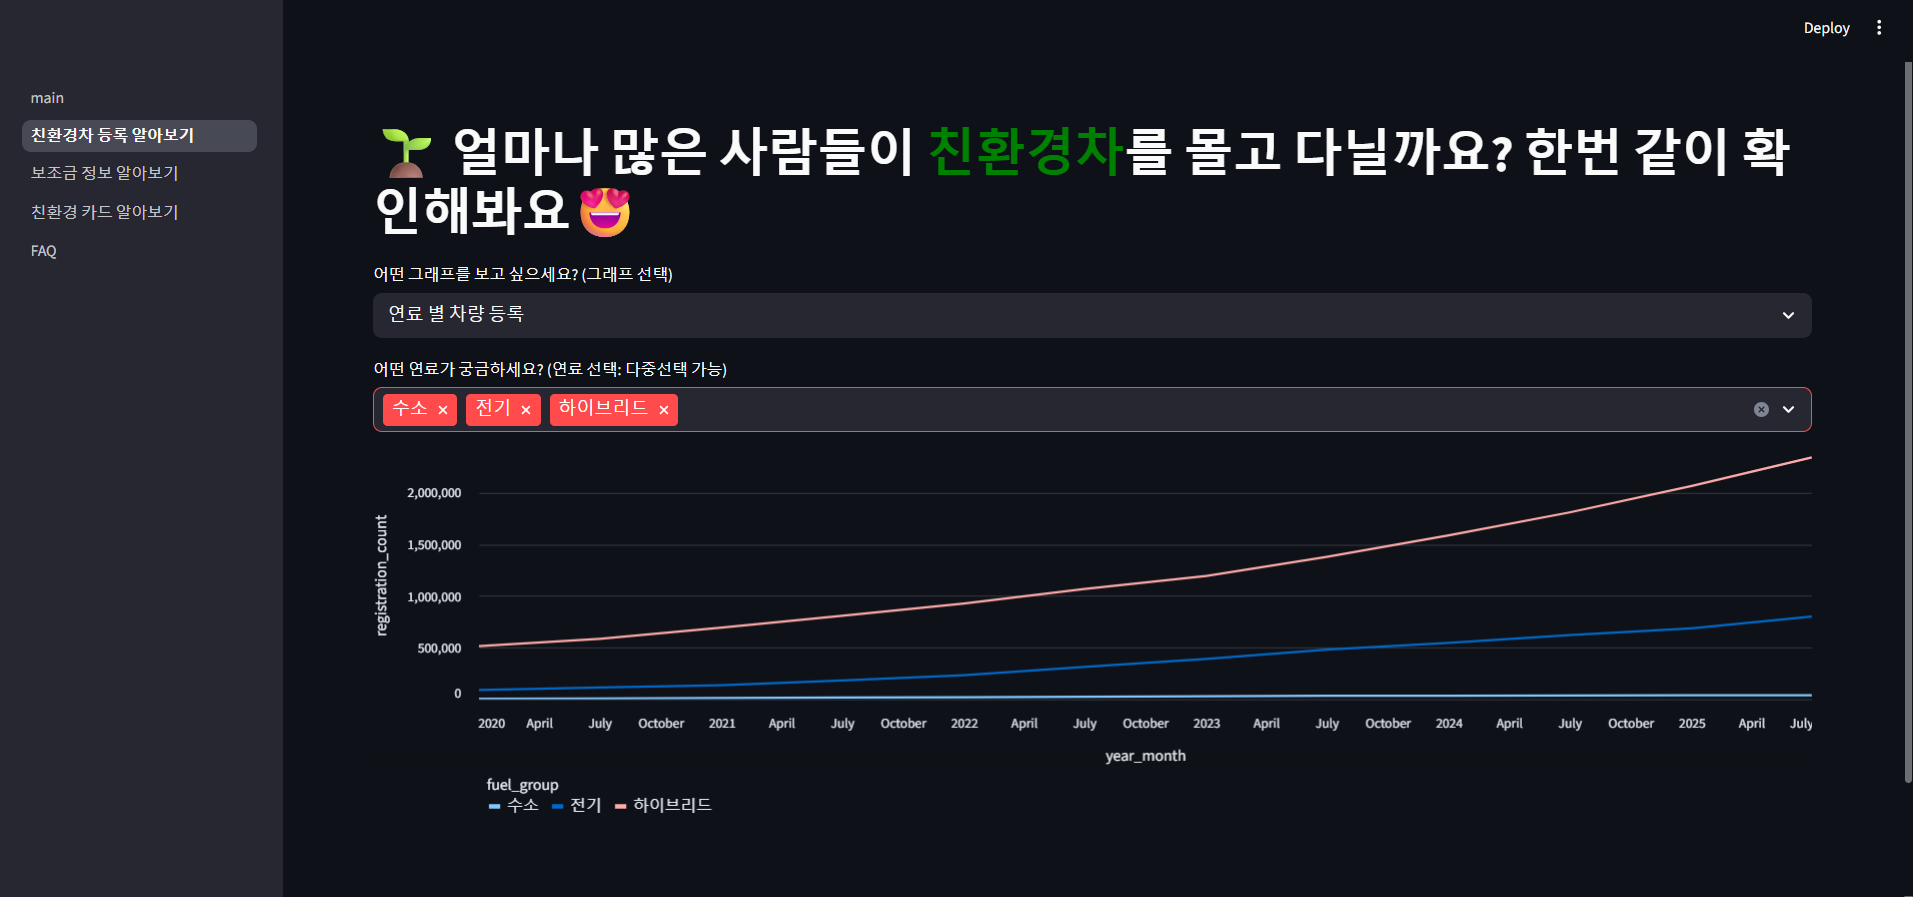 Deploy
main
친환경차 등록 알아보기
보조금 정보 알아보기
친환경 카드 알아보기
FAQ
얼마나 많은 사람들이 친환경차를 몰고 다닐까요? 한번 같이 확
인해봐요
어떤 그래프를 보고 싶으세요? (그래프 선택)
연료 별 차량 등록
어떤 연료가 궁금하세요? (연료 선택: 다중선택 가능)
수소 전기 하이브리드
registration_count
2,000,000
1,500,000
1,000,000
500,000
0
2020 April July October 2021 April July October 2022 April July October 2023 April July October 2024 April July October 2025 April July
year_month
fuel_group
수소 전기 하이브리드